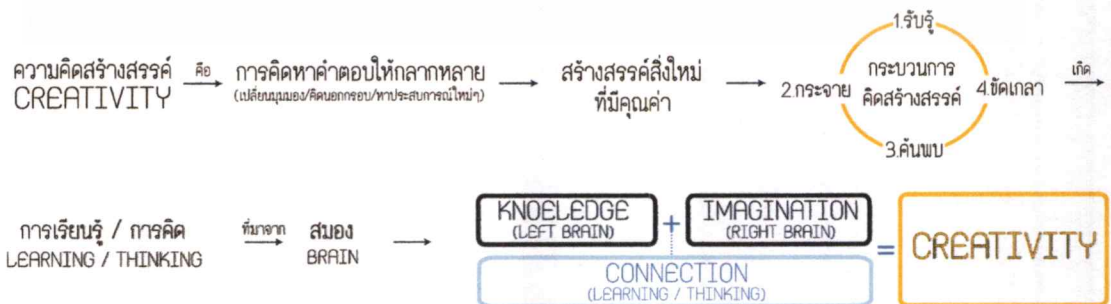 ความคิดสร้างสรรค์
CREATIVITY
คือ
การคิดหาคำตอบให้หลากหลาย
(เปลี่ยนมุมมอง/คิดนอกกรอบ/หาประสบการณ์ใหม่ๆ)
สร้างสรรค์สิ่งใหม่
ที่มีคุณค่า
1.รับรู้
2.กระจาย
กระบวนการ
คิดสร้างสรรค์
4.ขัดเกลา
3.ค้นพบ
เกิด
การเรียนรู้ / การคิด
LEARNING / THINKING
ที่มาจาก
สมอง
BRAIN
KNOELEDGE
(LEFT BRAIN)
+
IMAGINATION
(RIGHT BRAIN)
CONNECTION
(LEARNING / THINKING)
=
CREATIVITY